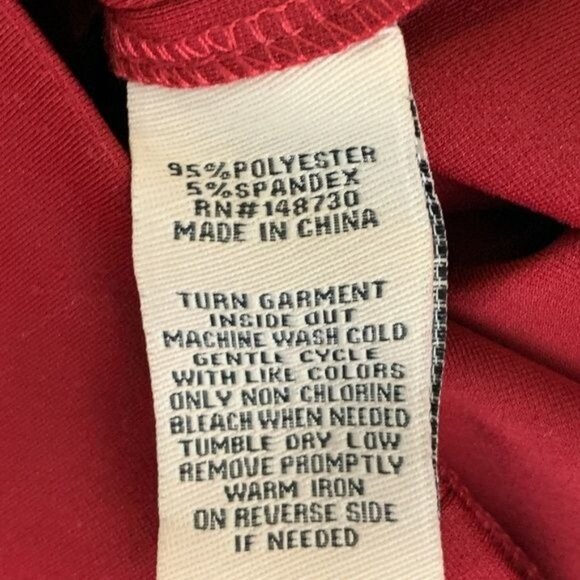 95%POLYESTER
5%SPANDEX
RN#148730
MADE IN CHINA
TURN GARMENT
INSIDE OUT
MACHINE WASH COLD
GENTLE CYCLE
WITH LIKE COLORS
ONLY NON CHLORINE
BLEACH WHEN NEEDED
TUMBLE DRY LOW
REMOVE PROMPTLY
WARM IRON
ON REVERSE SIDE
IF NEEDED